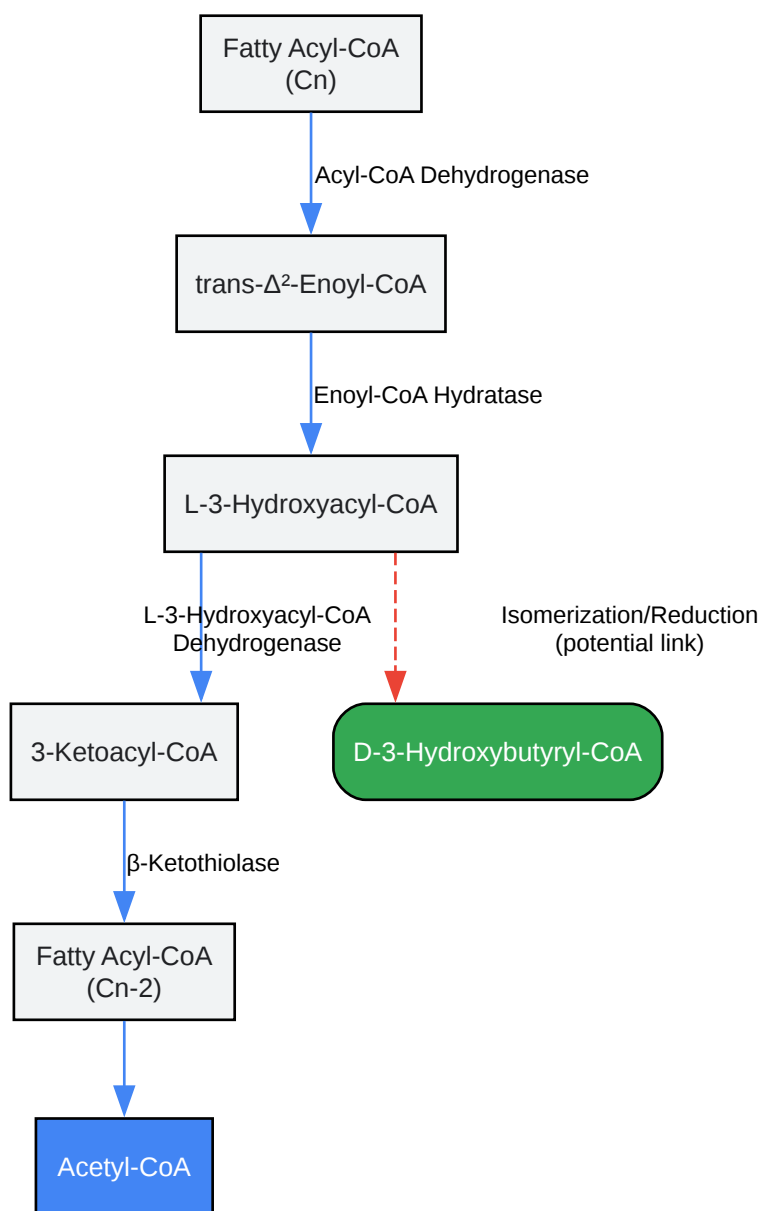 Fatty Acyl-CoA
(Cn)
Acyl-CoA Dehydrogenase
trans-Δ²-Enoyl-CoA
Enoyl-CoA Hydratase
L-3-Hydroxyacyl-CoA
L-3-Hydroxyacyl-CoA
Dehydrogenase
Isomerization/Reduction
(potential link)
3-Ketoacyl-CoA
D-3-Hydroxybutyryl-CoA
β-Ketothiolase
Fatty Acyl-CoA
(Cn-2)
Acetyl-CoA